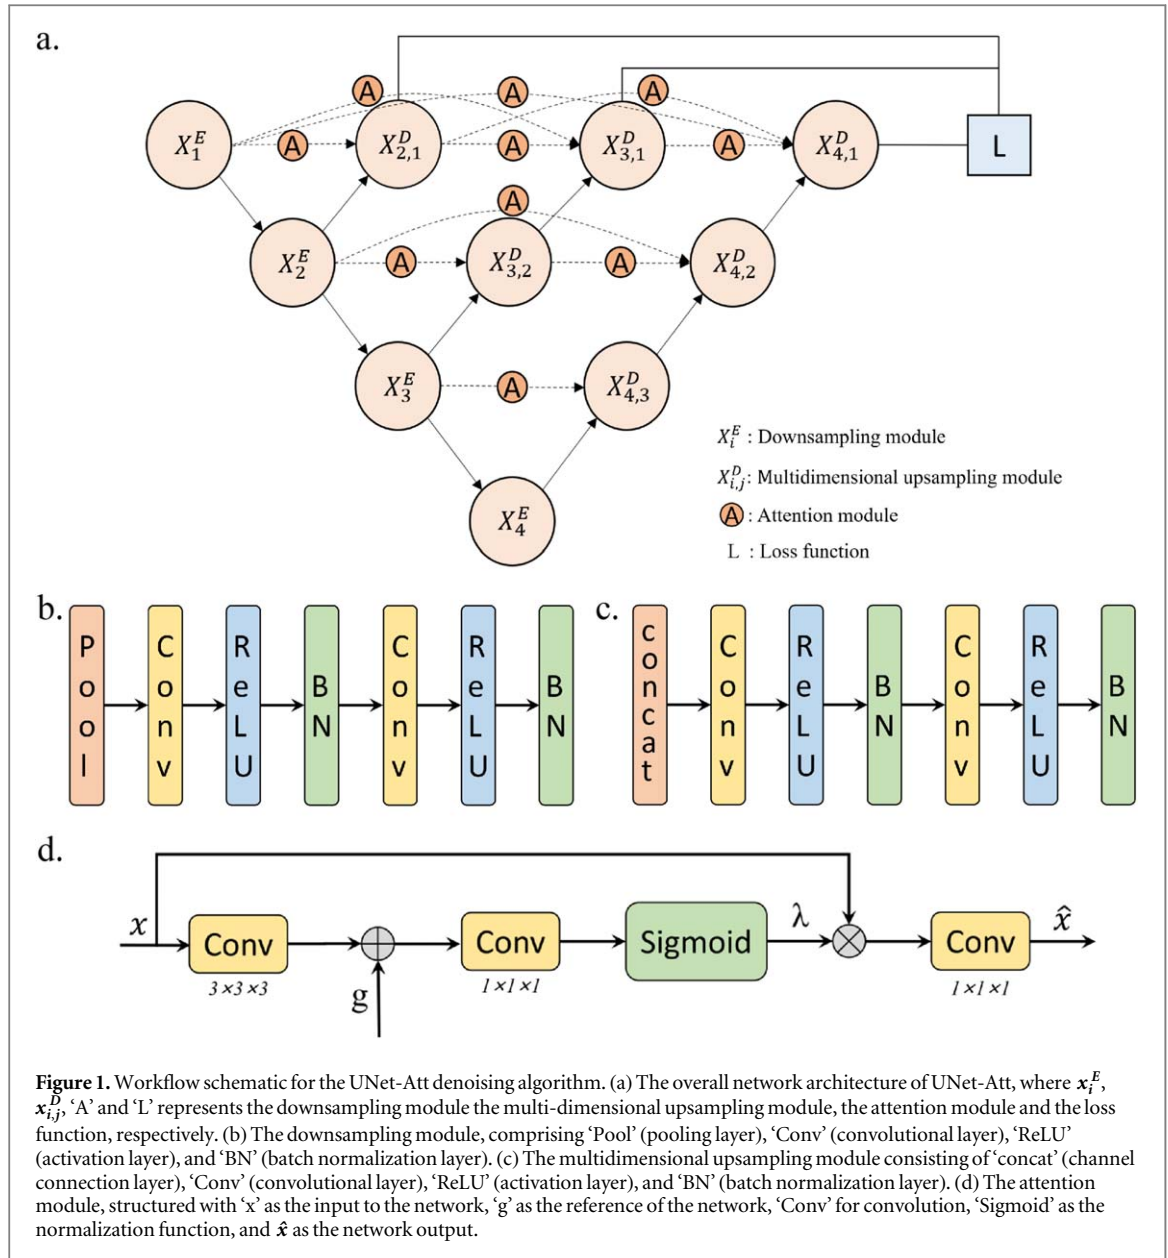 a.
A A A
X_1^E A X_{2,1}^D A X_{3,1}^D A X_{4,1}^D L
A
X_2^E A X_{3,2}^D A X_{4,2}^D
X_3^E A X_{4,3}^D
X_i^E : Downsampling module
X_{i,j}^D: Multidimensional upsampling module
A : Attention module
X_4^E
L : Loss function
b. Pool Conv ReLU BN Conv ReLU BN
c. concat Conv ReLU BN Conv ReLU BN
d.
x Conv Conv Sigmoid λ Conv x̂
3×3×3 g 1×1×1 1×1×1
Figure 1. Workflow schematic for the UNet-Att denoising algorithm. (a) The overall network architecture of UNet-Att, where x_i^E,
x_{i,j}^D, ‘A’ and ‘L’ represents the downsampling module the multi-dimensional upsampling module, the attention module and the loss
function, respectively. (b) The downsampling module, comprising ‘Pool’ (pooling layer), ‘Conv’ (convolutional layer), ‘ReLU’
(activation layer), and ‘BN’ (batch normalization layer). (c) The multidimensional upsampling module consisting of ‘concat’ (channel
connection layer), ‘Conv’ (convolutional layer), ‘ReLU’ (activation layer), and ‘BN’ (batch normalization layer). (d) The attention
module, structured with ‘x’ as the input to the network, ‘g’ as the reference of the network, ‘Conv’ for convolution, ‘Sigmoid’ as the
normalization function, and x̂ as the network output.